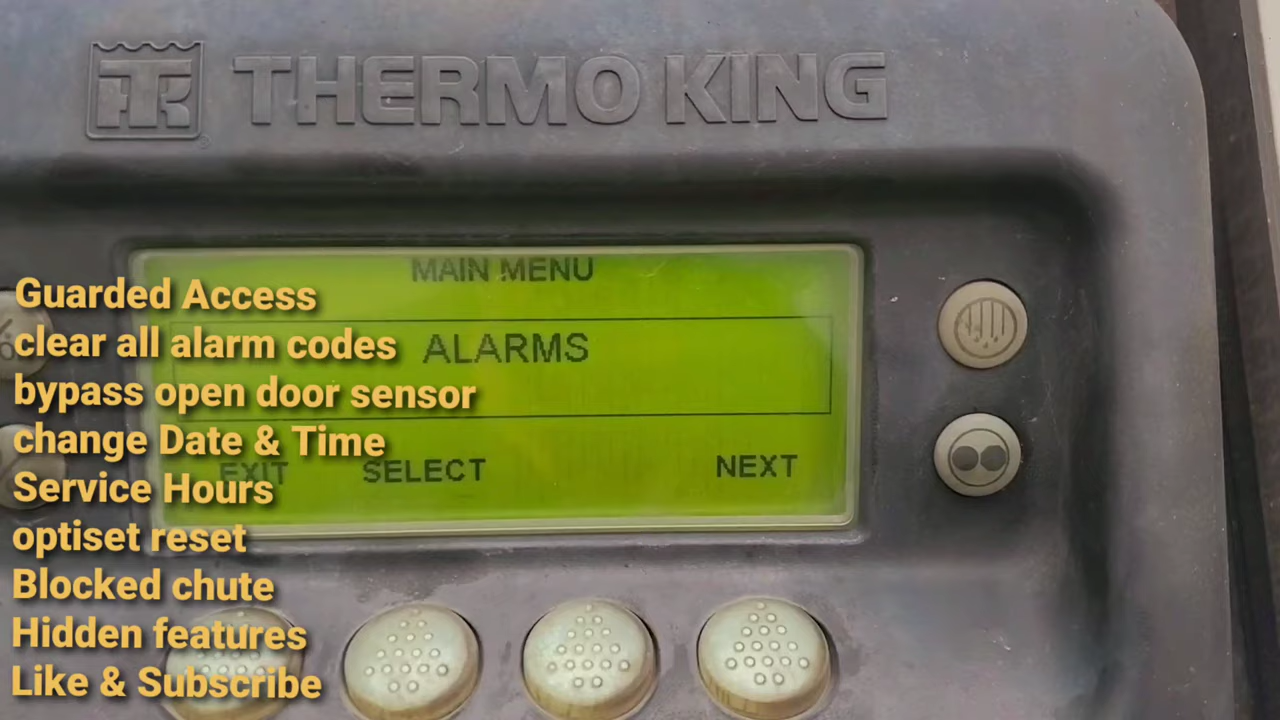 THERMO KING
MAIN MENU
ALARMS
EXIT
SELECT
NEXT
Guarded Access
clear all alarm codes
bypass open door sensor
change Date & Time
Service Hours
optiset reset
Blocked chute
Hidden features
Like & Subscribe